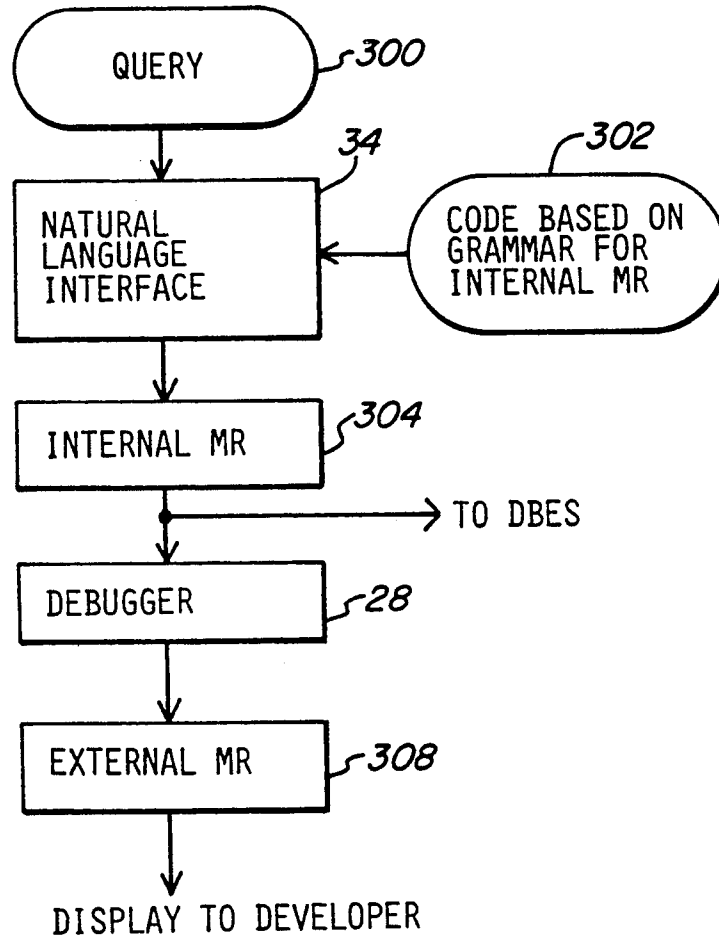 QUERY
300
34
302
NATURAL
LANGUAGE
INTERFACE
CODE BASED ON
GRAMMAR FOR
INTERNAL MR
INTERNAL MR
304
TO DBES
DEBUGGER
28
EXTERNAL MR
308
DISPLAY TO DEVELOPER